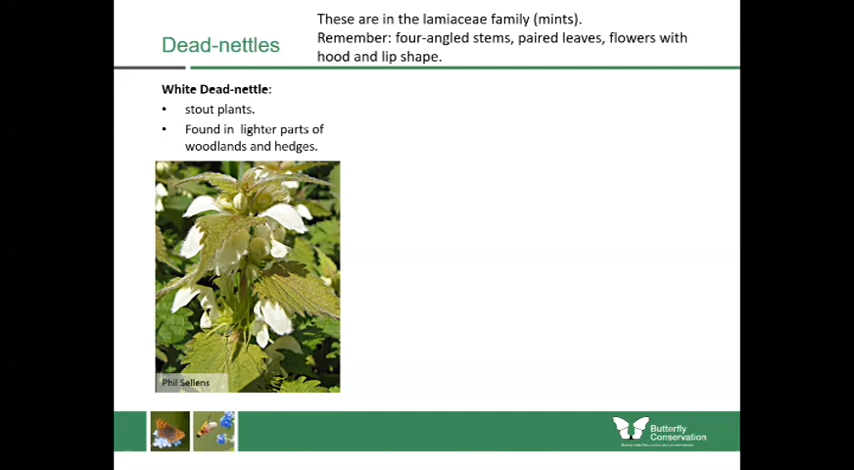 These are in the lamiaceae family (mints).
Dead-nettles
Remember: four-angled stems, paired leaves, flowers with
hood and lip shape.
White Dead-nettle:
• stout plants.
• Found in lighter parts of
woodlands and hedges.
Phil Sellens
Butterfly
Conservation